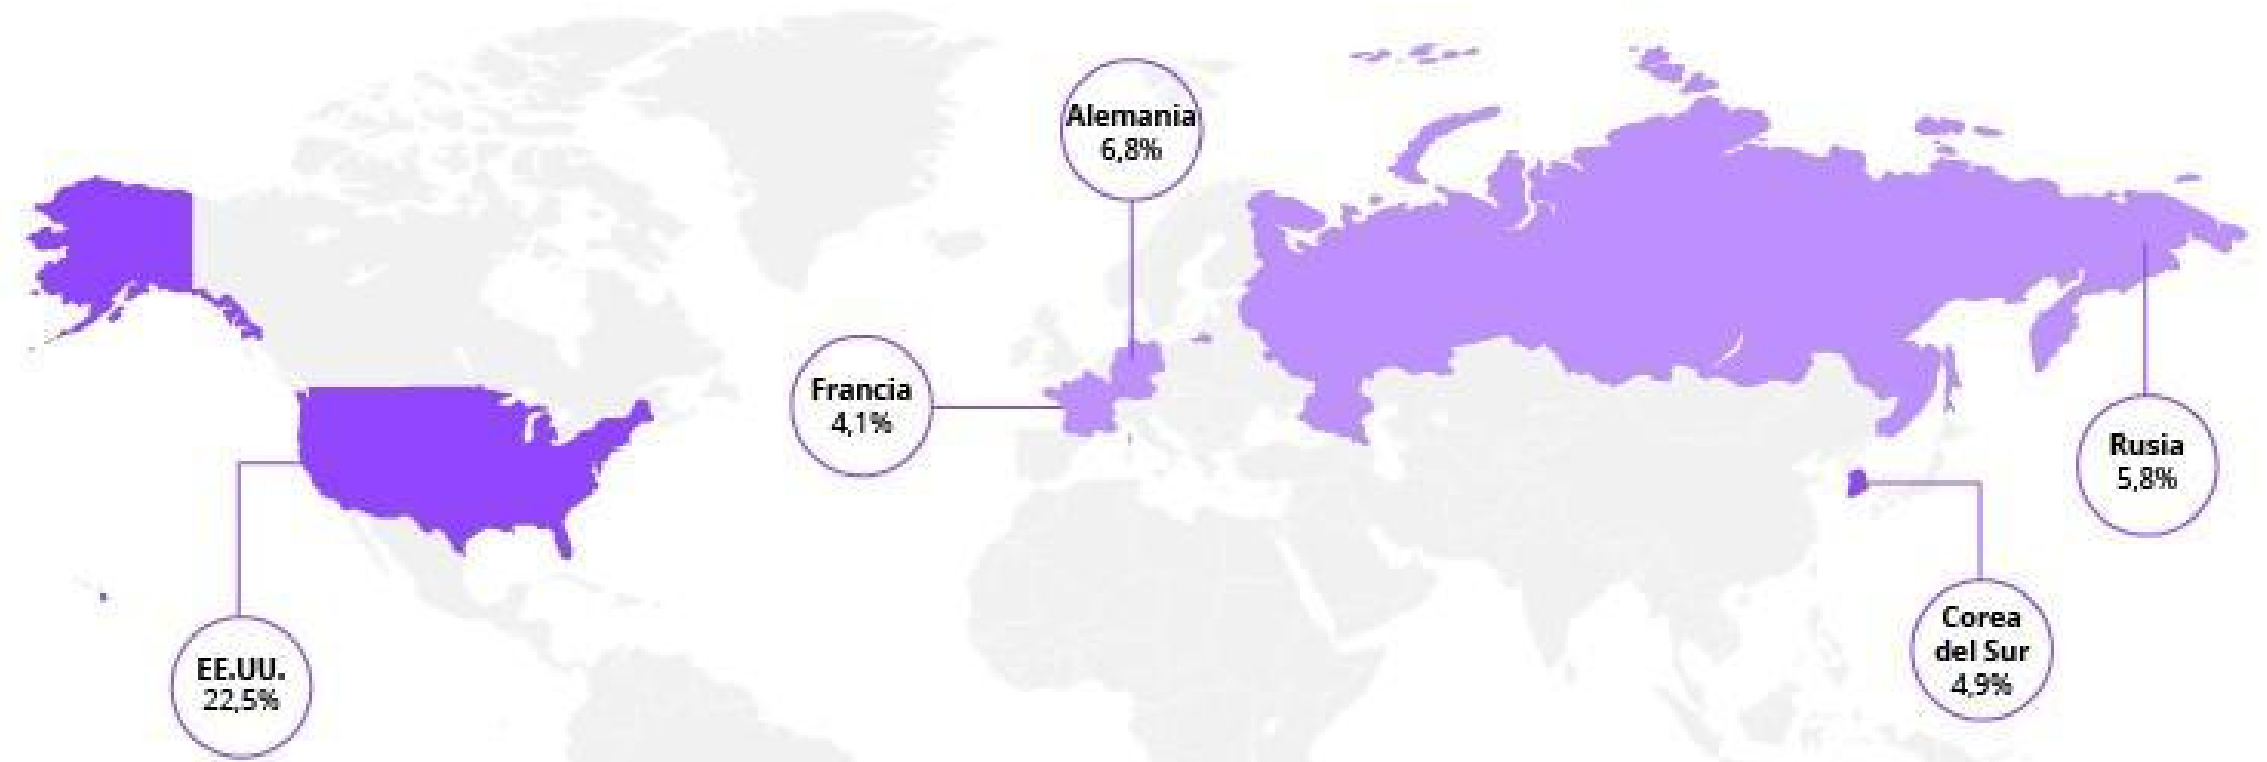 Alemania
6,8%
Francia
4,1%
Rusia
5,8%
EE.UU.
22,5%
Corea
del Sur
4,9%